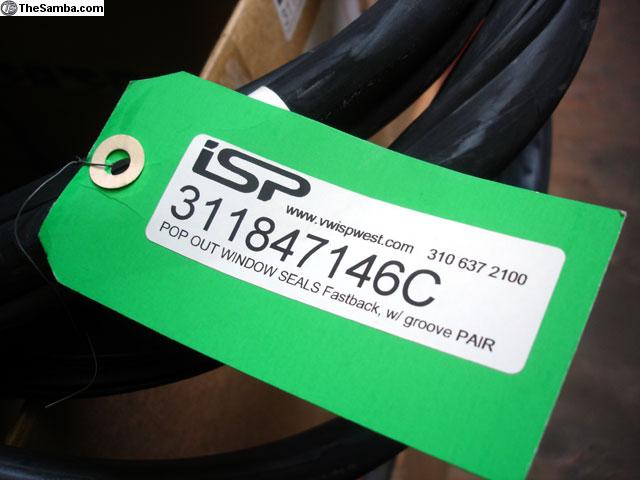 TheSamba.com
iSP
www.vwispwest.com 310 637 2100
311847146C
POP OUT WINDOW SEALS Fastback, w/ groove PAIR